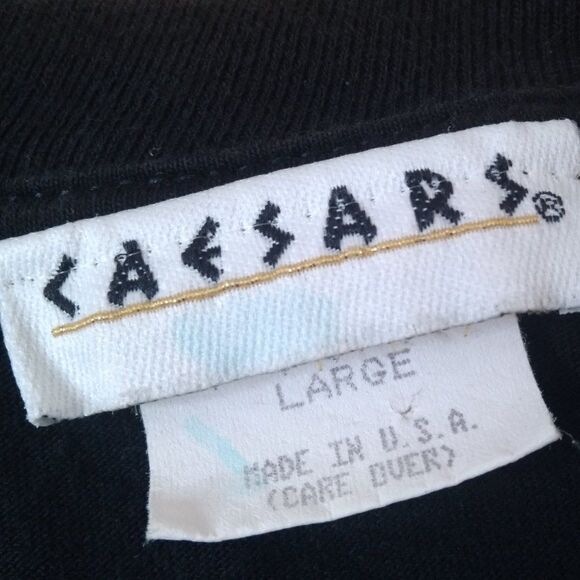 CAESARS®
LARGE
MADE IN U.S.A.
(CARE OVER)